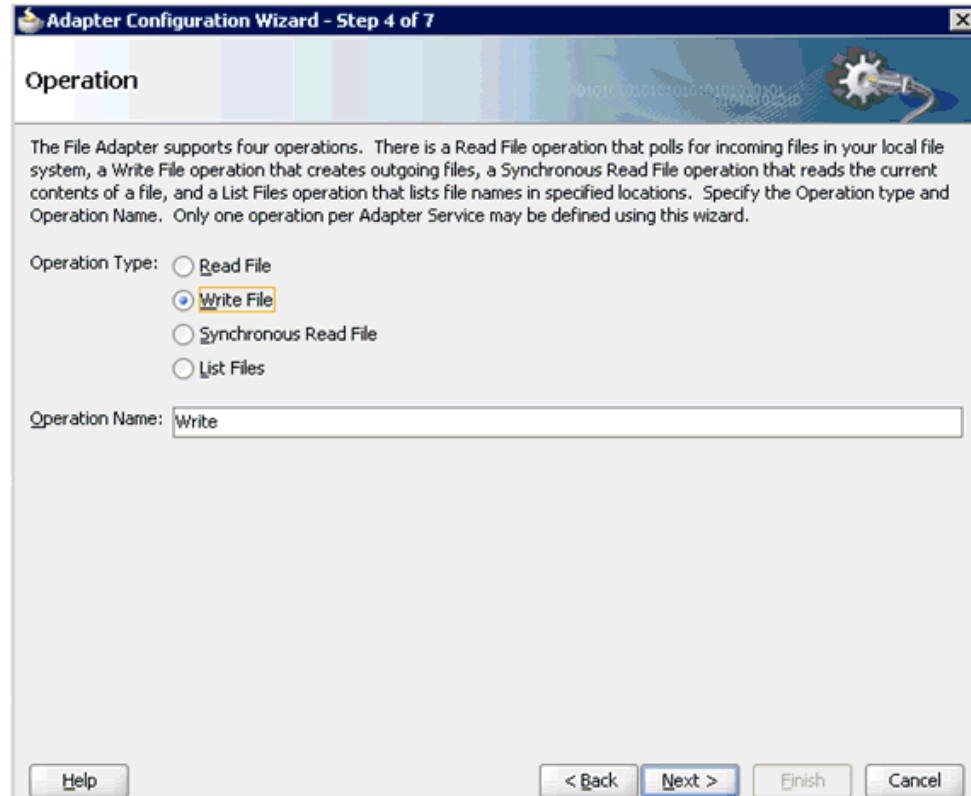 Adapter Configuration Wizard - Step 4 of 7
Operation
The File Adapter supports four operations. There is a Read File operation that polls for incoming files in your local file
system, a Write File operation that creates outgoing files, a Synchronous Read File operation that reads the current
contents of a file, and a List Files operation that lists file names in specified locations. Specify the Operation type and
Operation Name. Only one operation per Adapter Service may be defined using this wizard.
Operation Type: Read File
Write File
Synchronous Read File
List Files
Operation Name: Write
Help < Back Next > Finish Cancel